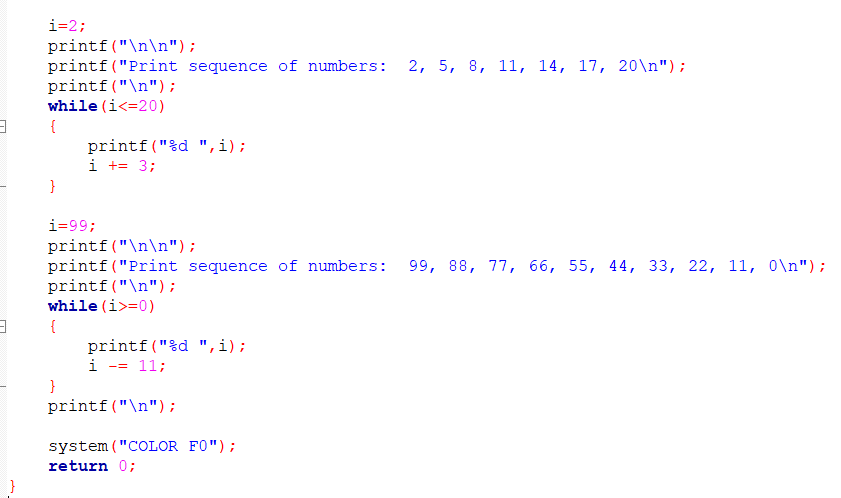 i=2;
printf("\n\n");
printf("Print sequence of numbers:  2, 5, 8, 11, 14, 17, 20\n");
printf("\n");
while(i<=20)
{
    printf("%d ",i);
    i += 3;
}

i=99;
printf("\n\n");
printf("Print sequence of numbers:  99, 88, 77, 66, 55, 44, 33, 22, 11, 0\n");
printf("\n");
while(i>=0)
{
    printf("%d ",i);
    i -= 11;
}
printf("\n");

system("COLOR F0");
return 0;
}